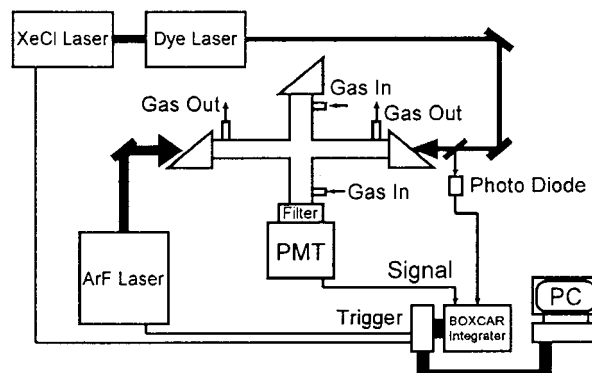 XeCl Laser
Dye Laser
Gas In
Gas Out
Gas Out
Gas In
Photo Diode
Filter
PMT
ArF Laser
Signal
PC
Trigger
BOXCAR
Integrater